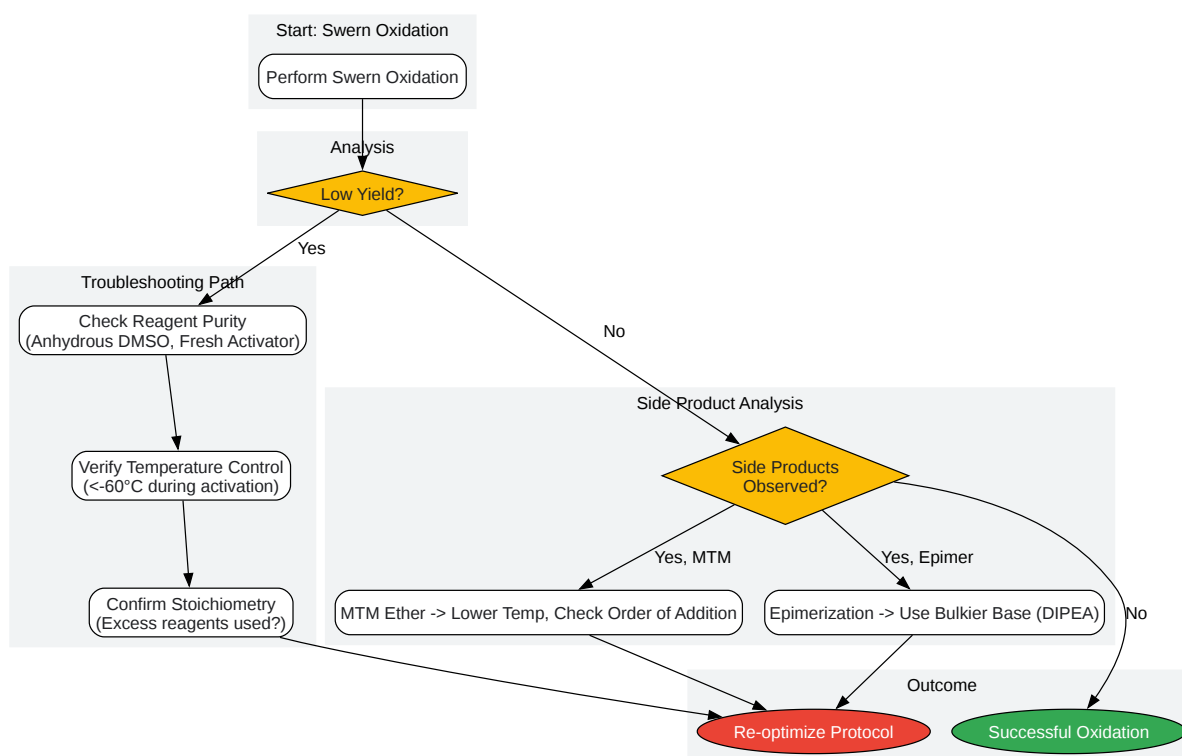 Start: Swern Oxidation
Perform Swern Oxidation
Analysis
Low Yield?
Yes
No
Troubleshooting Path
Check Reagent Purity
(Anhydrous DMSO, Fresh Activator)
Verify Temperature Control
(<-60°C during activation)
Confirm Stoichiometry
(Excess reagents used?)
Side Product Analysis
Side Products
Observed?
Yes, MTM
Yes, Epimer
No
MTM Ether -> Lower Temp, Check Order of Addition
Epimerization -> Use Bulkier Base (DIPEA)
Outcome
Re-optimize Protocol
Successful Oxidation